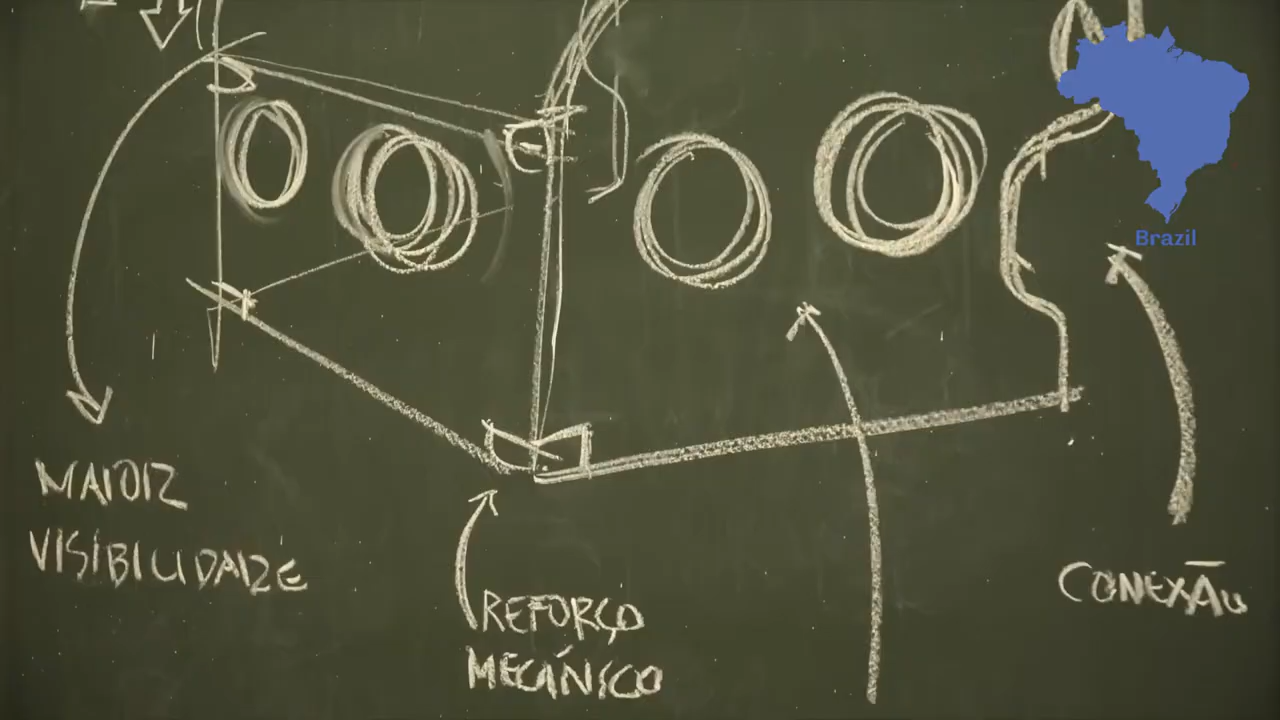 Brazil
MAIOR
VISIBILIDADE
REFORÇO
MECÂNICO
CONEXÃO